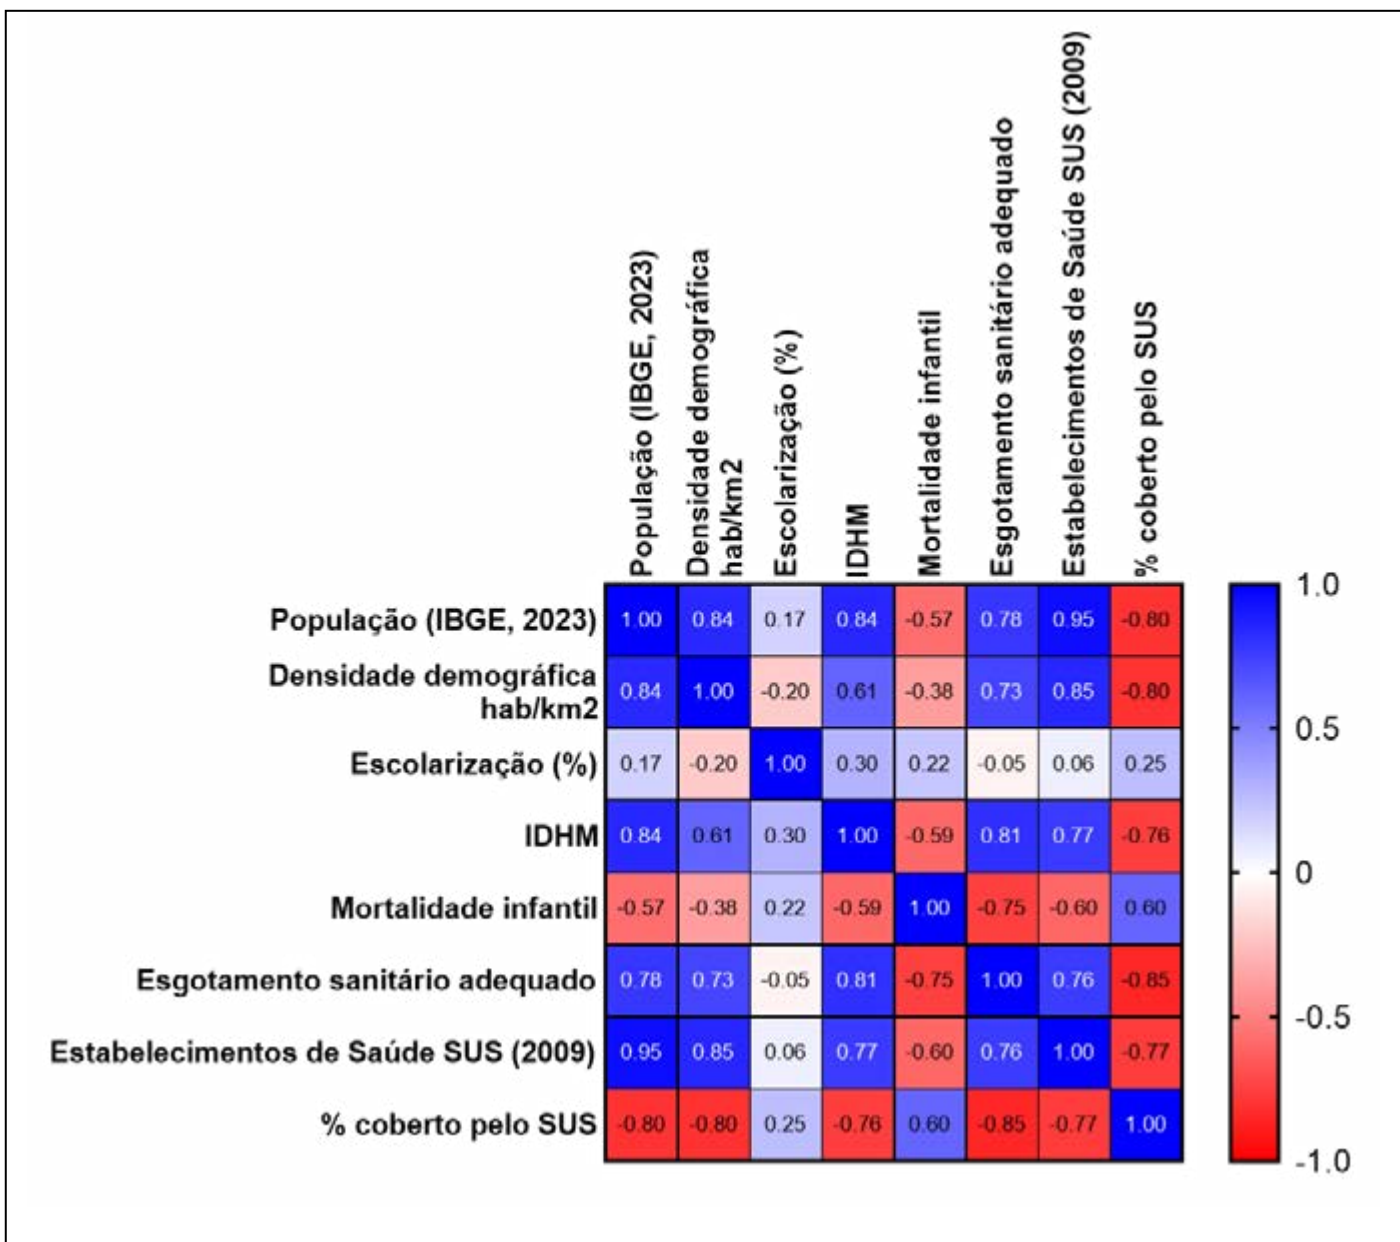 População (IBGE, 2023)
Densidade demográfica
hab/km2
Escolarização (%)
IDHM
Mortalidade infantil
Esgotamento sanitário adequado
Estabelecimentos de Saúde SUS (2009)
% coberto pelo SUS
População (IBGE, 2023) 1.00 0.84 0.17 0.84 -0.57 0.78 0.95 -0.80
Densidade demográfica
hab/km2 0.84 1.00 -0.20 0.61 -0.38 0.73 0.85 -0.80
Escolarização (%) 0.17 -0.20 1.00 0.30 0.22 -0.05 0.06 0.25
IDHM 0.84 0.61 0.30 1.00 -0.59 0.81 0.77 -0.76
Mortalidade infantil -0.57 -0.38 0.22 -0.59 1.00 -0.75 -0.60 0.60
Esgotamento sanitário adequado 0.78 0.73 -0.05 0.81 -0.75 1.00 0.76 -0.85
Estabelecimentos de Saúde SUS (2009) 0.95 0.85 0.06 0.77 -0.60 0.76 1.00 -0.77
% coberto pelo SUS -0.80 -0.80 0.25 -0.76 0.60 -0.85 -0.77 1.00
1.0
0.5
0
-0.5
-1.0